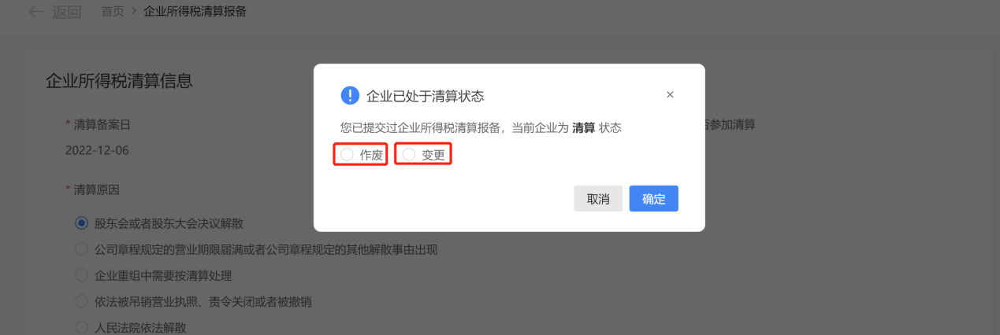 ← 返回 首页 > 企业所得税清算报备
企业所得税清算信息
企业已处于清算状态 ×
* 清算备案日
您已提交过企业所得税清算报备，当前企业为 清算 状态
参加清算
2022-12-06
作废 变更
* 清算原因
取消 确定
股东会或者股东大会决议解散
公司章程规定的营业期限届满或者公司章程规定的其他解散事由出现
企业重组中需要按清算处理
依法被吊销营业执照、责令关闭或者被撤销
人民法院依法解散